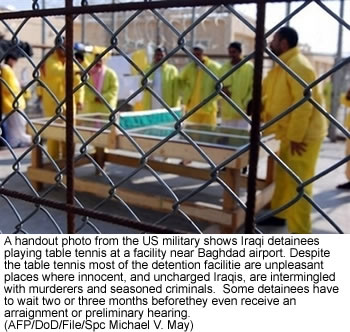 A handout photo from the US military shows Iraqi detainees
playing table tennis at a facility near Baghdad airport. Despite
the table tennis most of the detention facilitie are unpleasant
places where innocent, and uncharged Iraqis, are intermingled
with murderers and seasoned criminals.  Some detainees have
to wait two or three months beforethey even receive an
arraignment or preliminary hearing.
(AFP/DoD/File/Spc Michael V. May)